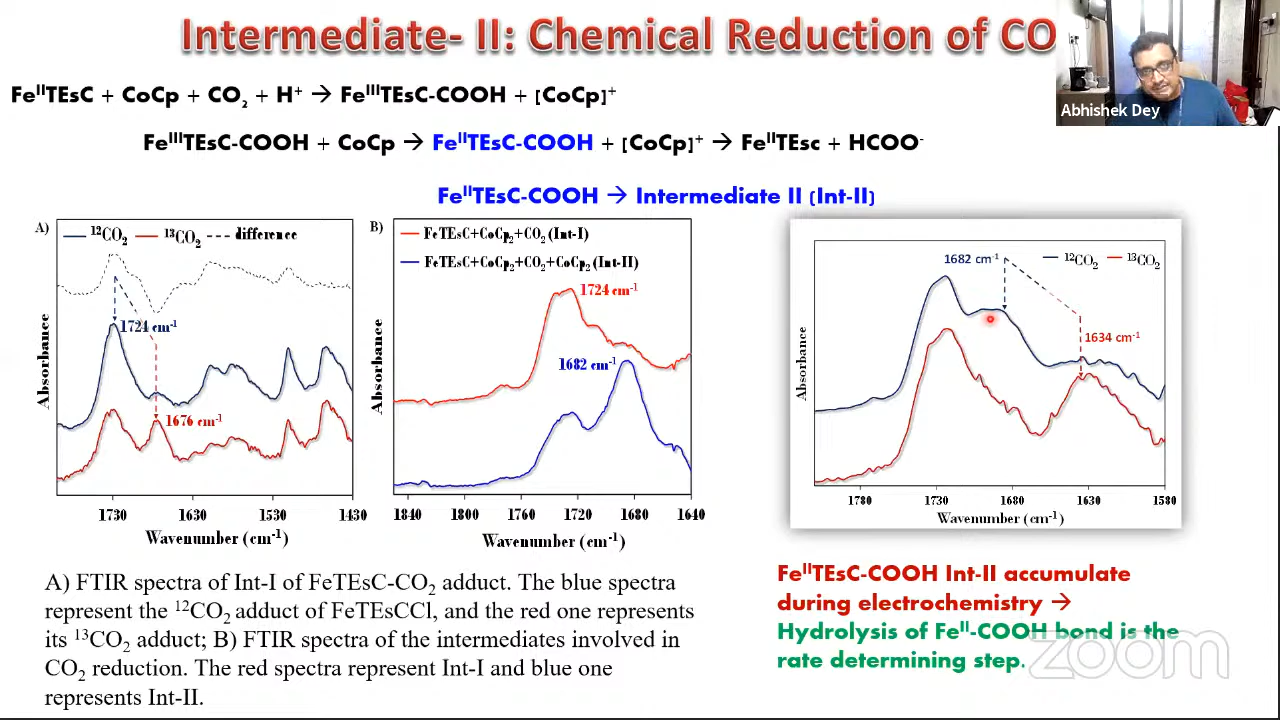 Intermediate- II: Chemical Reduction of CO
Abhishek Dey
FeᴵᴵTEsC + CoCp + CO₂ + H⁺ → FeᴵᴵᴵTEsC-COOH + [CoCp]⁺
FeᴵᴵᴵTEsC-COOH + CoCp → FeᴵᴵTEsC-COOH + [CoCp]⁺ → FeᴵᴵTEsc + HCOO⁻
FeᴵᴵTEsC-COOH → Intermediate II (Int-II)
A)
¹²CO₂ ¹³CO₂ difference
1724 cm⁻¹
1676 cm⁻¹
Absorbance
1730 1630 1530 1430
Wavenumber (cm⁻¹)
B)
FeTEsC+CoCp₂+CO₂ (Int-I)
FeTEsC+CoCp₂+CO₂+CoCp₂ (Int-II)
1724 cm⁻¹
1682 cm⁻¹
Absorbance
1840 1800 1760 1720 1680 1640
Wavenumber (cm⁻¹)
1682 cm⁻¹
¹²CO₂ ¹³CO₂
1634 cm⁻¹
Absorbance
1780 1730 1680 1630 1580
Wavenumber (cm⁻¹)
A) FTIR spectra of Int-I of FeTEsC-CO₂ adduct. The blue spectra
represent the ¹²CO₂ adduct of FeTEsCCl, and the red one represents
its ¹³CO₂ adduct; B) FTIR spectra of the intermediates involved in
CO₂ reduction. The red spectra represent Int-I and blue one
represents Int-II.
FeᴵᴵTEsC-COOH Int-II accumulate
during electrochemistry →
Hydrolysis of Feᴵᴵ-COOH bond is the
rate determining step.
zoom